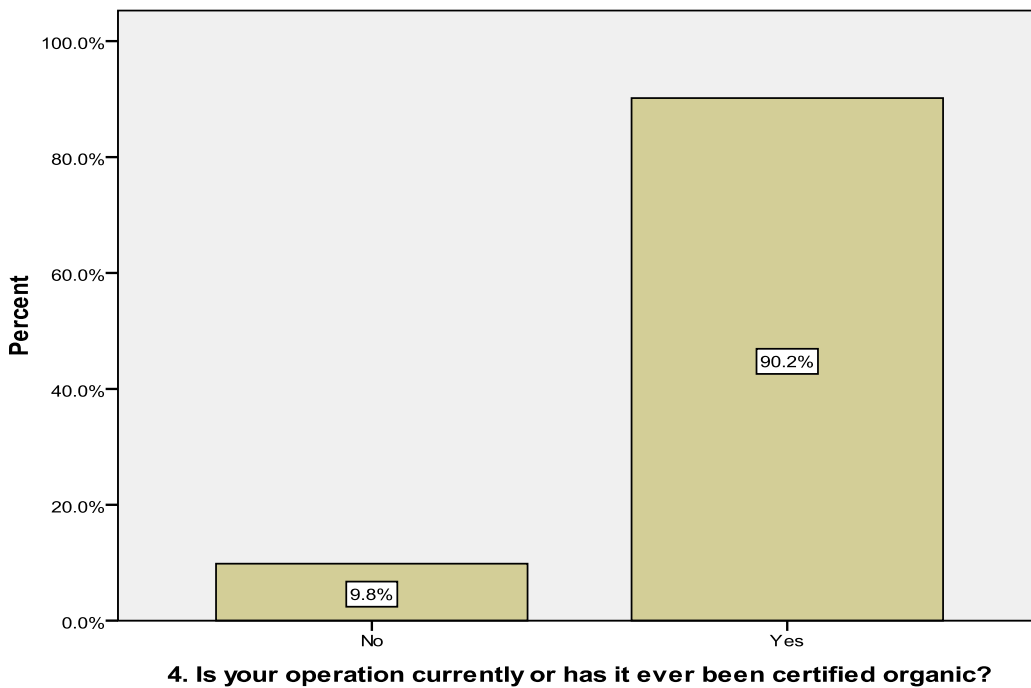 100.0%
80.0%
60.0%
40.0%
20.0%
0.0%
Percent
9.8%
90.2%
No
Yes
4. Is your operation currently or has it ever been certified organic?